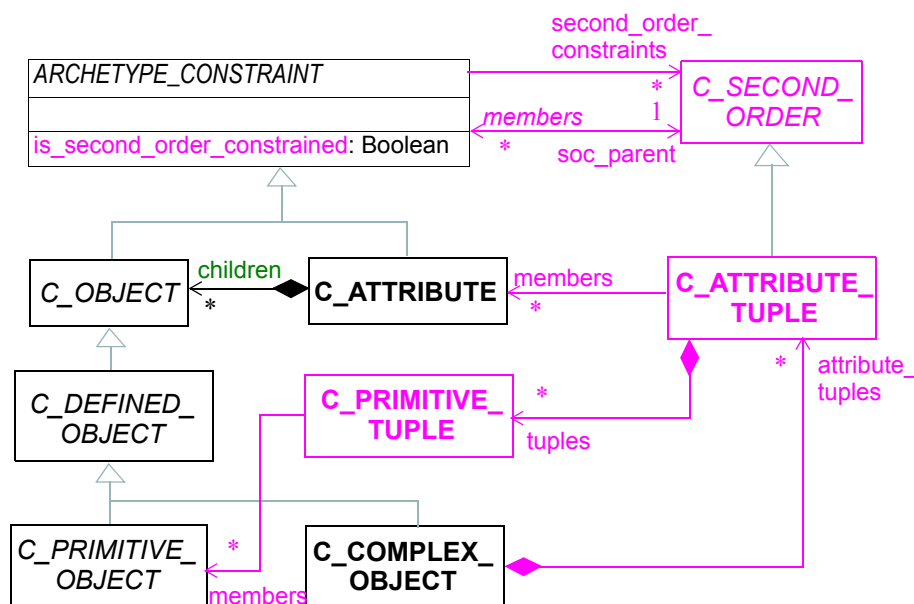 second_order_
constraints
ARCHETYPE_CONSTRAINT
*
C_SECOND_
ORDER
members
1
is_second_order_constrained: Boolean
*
soc_parent
children
C_OBJECT
*
C_ATTRIBUTE
members
*
C_ATTRIBUTE_
TUPLE
*
attribute_
tuples
C_DEFINED_
OBJECT
C_PRIMITIVE_
TUPLE
*
tuples
C_PRIMITIVE_
OBJECT
*
members
C_COMPLEX_
OBJECT